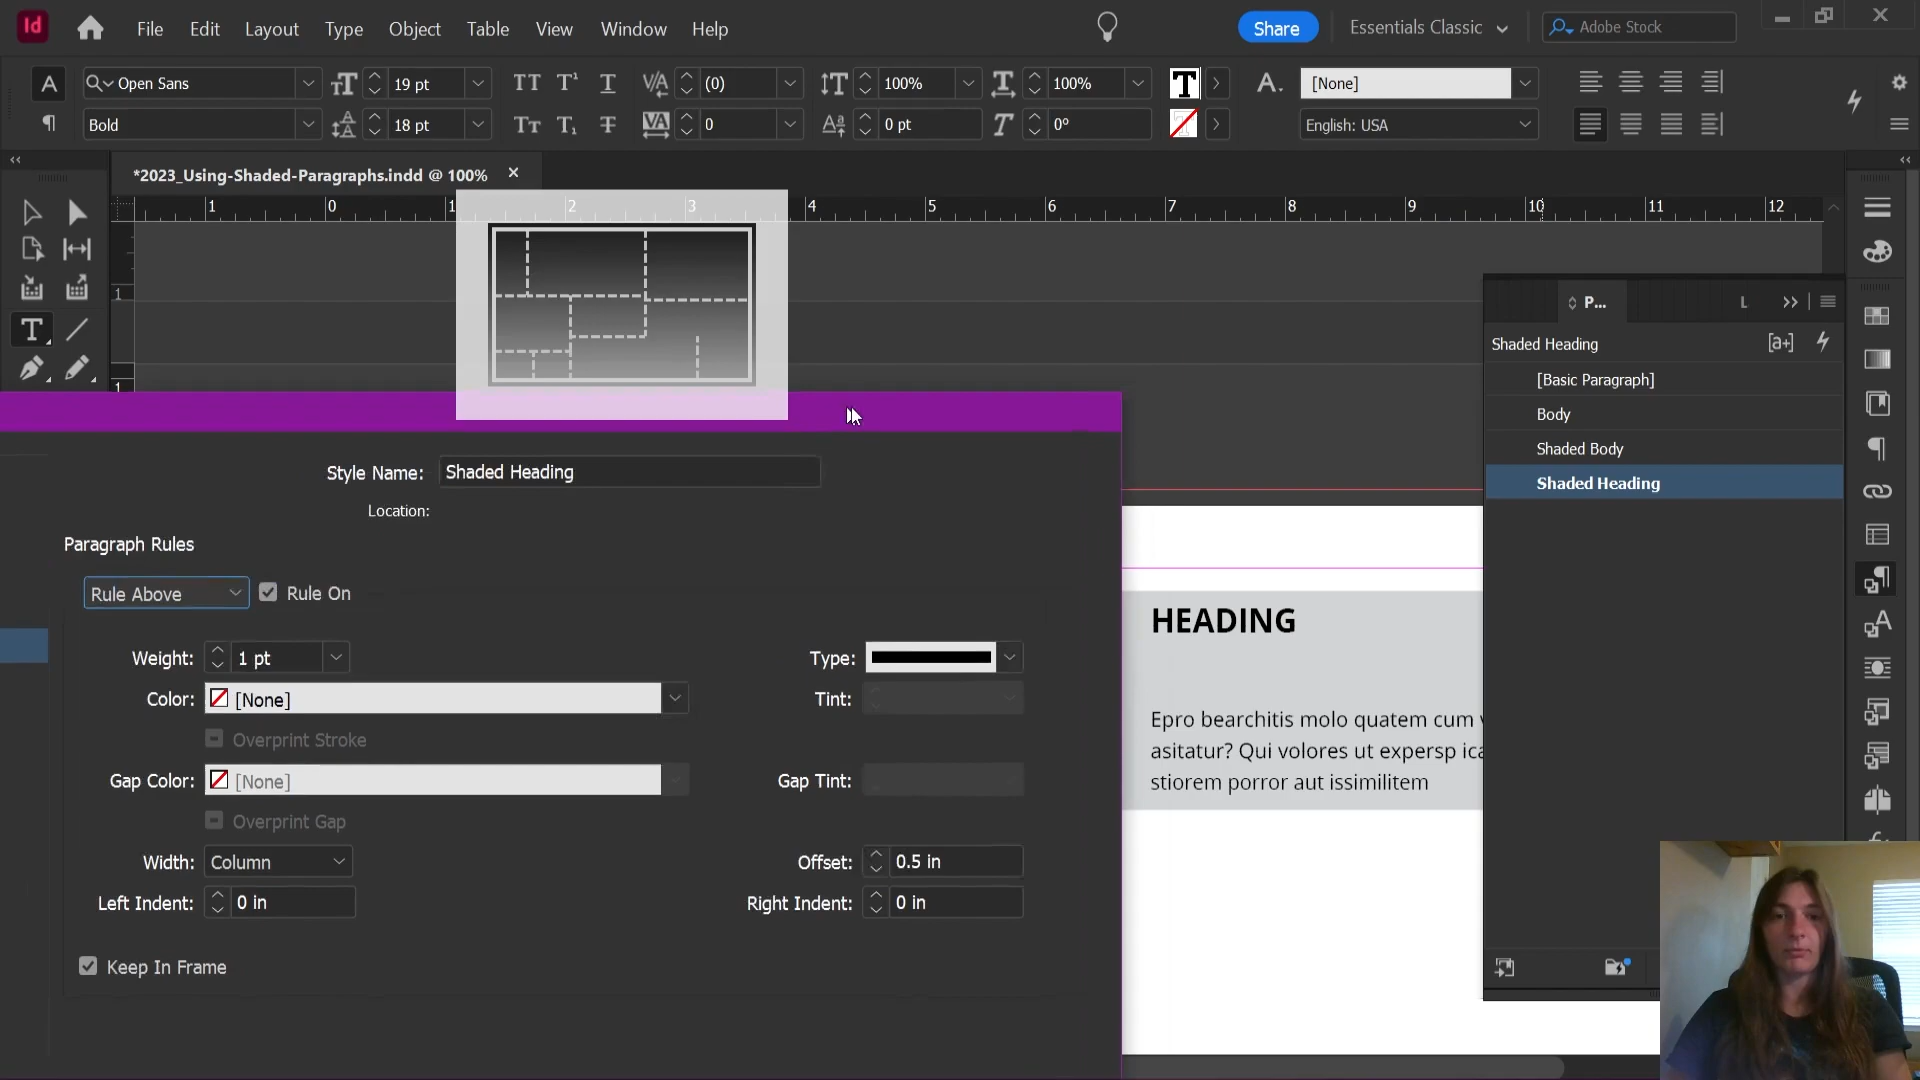 Id
File
Edit
Layout
Type
Object
Table
View
Window
Help
Share
Essentials Classic
Adobe Stock
A
Open Sans
19 pt
(0)
100%
100%
[None]
¶
Bold
18 pt
0
0 pt
0°
English: USA
*2023_Using-Shaded-Paragraphs.indd @ 100%
1
0
1
2
3
4
5
6
7
8
9
10
11
12
1
1
P...
L
Shaded Heading
[a+]
[Basic Paragraph]
Body
Shaded Body
Shaded Heading
Style Name: Shaded Heading
Location:
Paragraph Rules
Rule Above
Rule On
Weight: 1 pt
Type:
Color: [None]
Tint:
Overprint Stroke
Gap Color: [None]
Gap Tint:
Overprint Gap
Width: Column
Offset: 0.5 in
Left Indent: 0 in
Right Indent: 0 in
Keep In Frame
HEADING
Epro bearchitis molo quatem cum
asitatur? Qui volores ut expersp
stiorem porror aut issimilitem